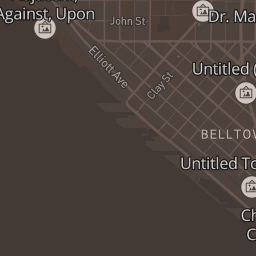 Against, Upon
John St
Dr. Ma
Elliott Ave
Clay St
Untitled (
BELLTOW
Untitled To
Ch
C